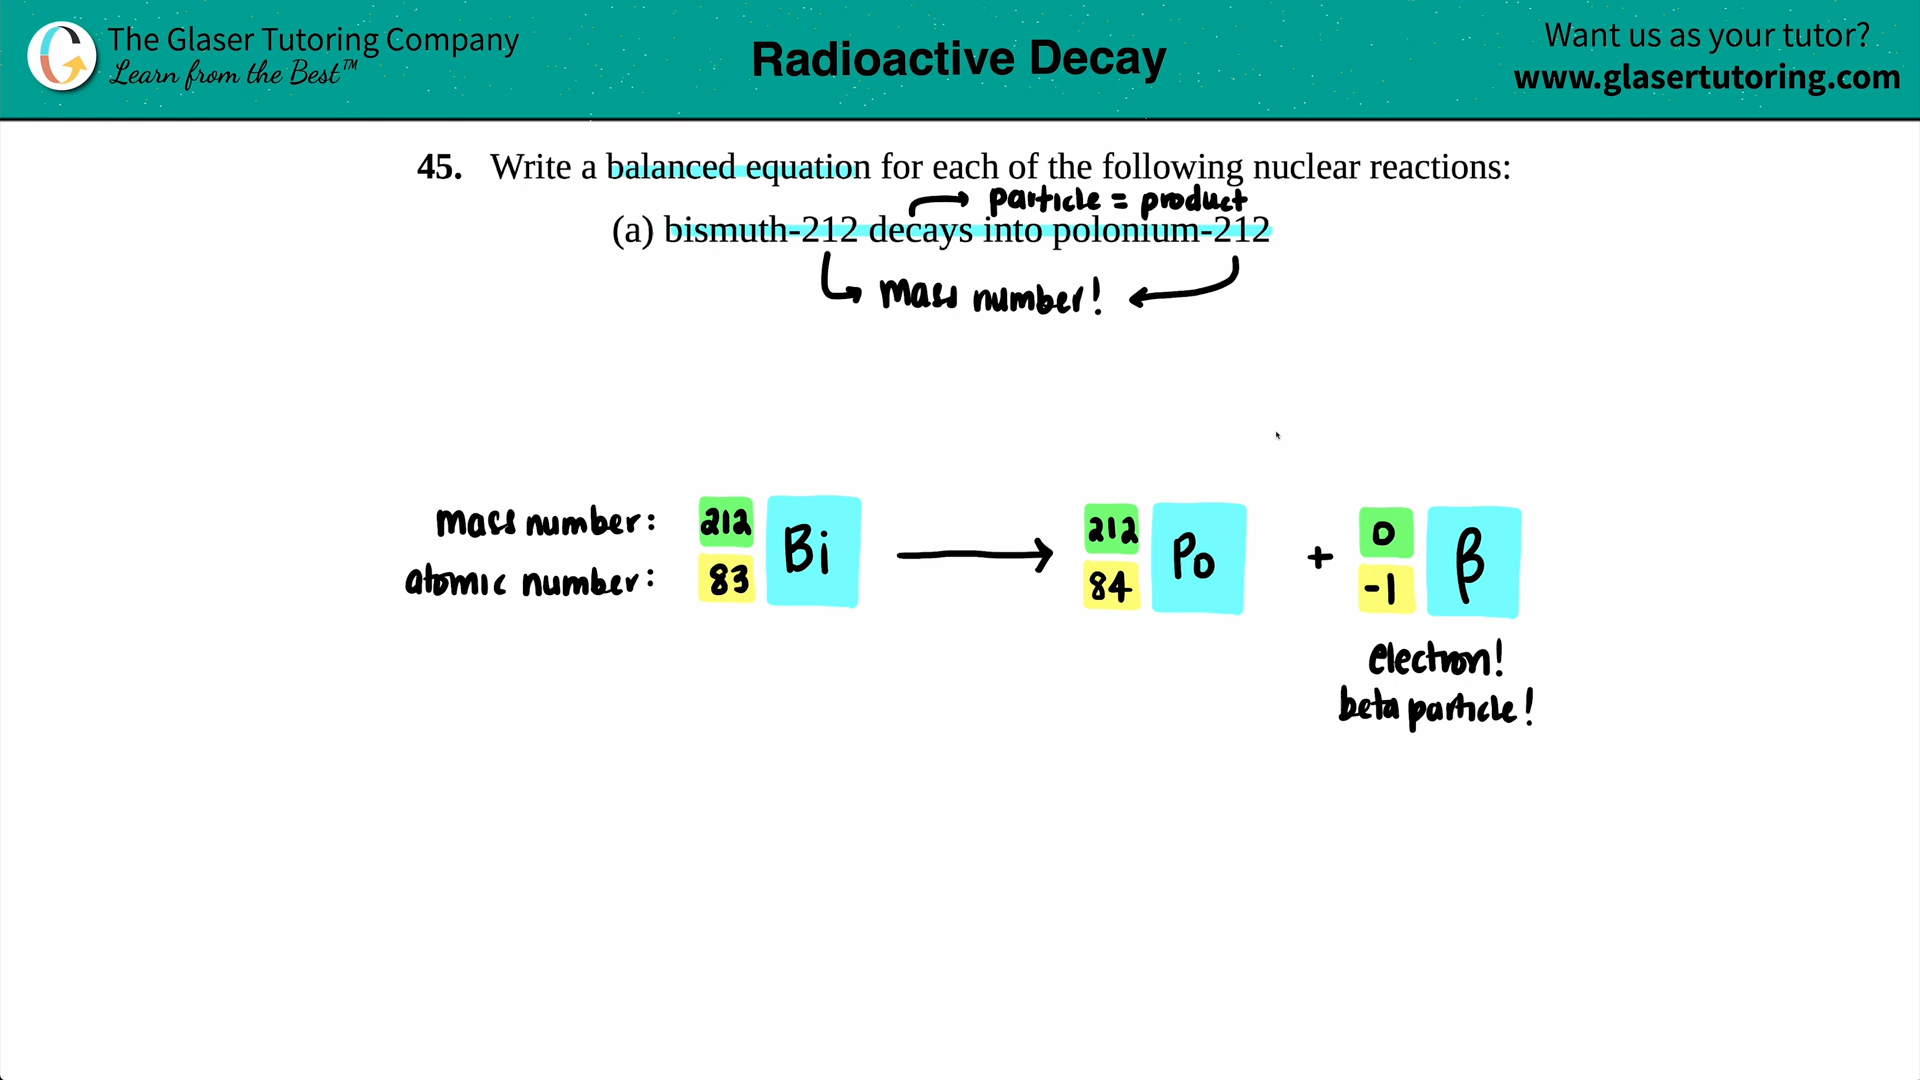 The Glaser Tutoring Company
Learn from the Best™
Radioactive Decay
Want us as your tutor?
www.glasertutoring.com
45. Write a balanced equation for each of the following nuclear reactions:
particle = product
(a) bismuth-212 decays into polonium-212
mass number!
mass number: 212 Bi 212 Po + 0 β
atomic number: 83 84 -1
electron!
beta particle!